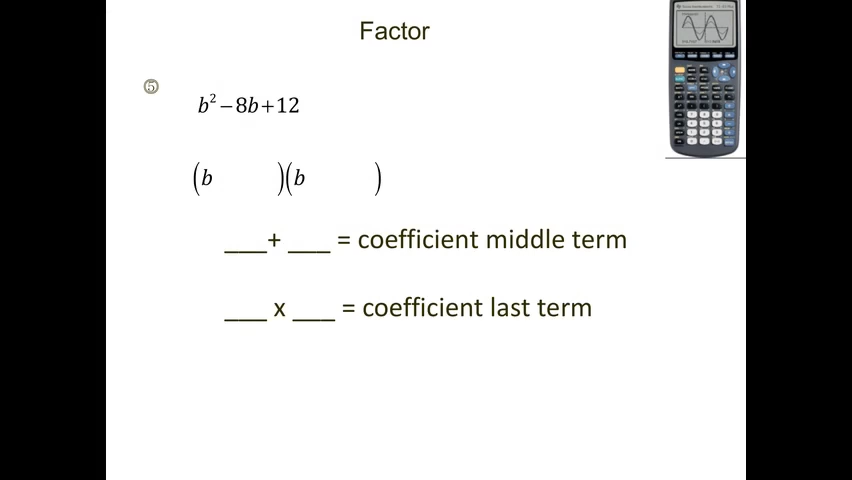 Factor
⑤
b² – 8b + 12
(b        )(b        )
___+ ___ = coefficient middle term
___ x ___ = coefficient last term